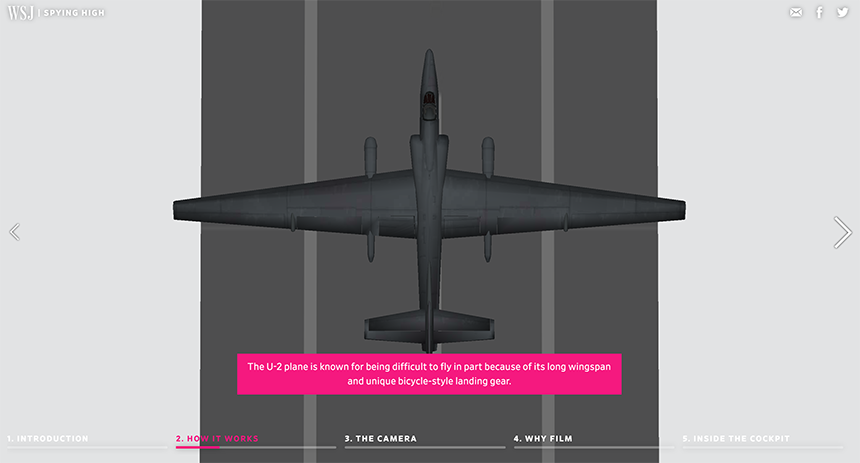 WSJ | SPYING HIGH
The U-2 plane is known for being difficult to fly in part because of its long wingspan
and unique bicycle-style landing gear.
1. INTRODUCTION
2. HOW IT WORKS
3. THE CAMERA
4. WHY FILM
5. INSIDE THE COCKPIT